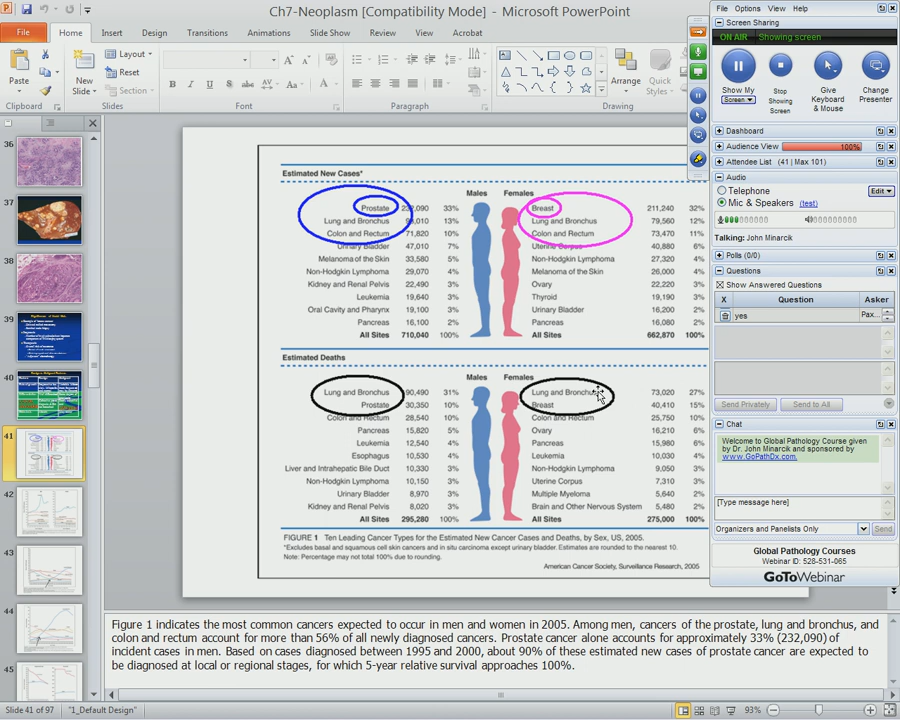 Ch7-Neoplasm [Compatibility Mode] - Microsoft PowerPoint
File Home Insert Design Transitions Animations Slide Show Review View Acrobat
Paste
Clipboard
New Slide
Layout
Reset
Section
Slides
B I U S abc AV Aa A
Font
Paragraph
Arrange
Quick Styles
Drawing
36
37
38
39
40
41
42
43
44
45
Estimated New Cases*
Males Females
Prostate 232,090 33% Breast 211,240 32%
Lung and Bronchus 13% Lung and Bronchus 79,560 12%
Colon and Rectum 71,820 10% Colon and Rectum 73,470 11%
Urinary Bladder 47,010 7% Uterine Corpus 40,880 6%
Melanoma of the Skin 33,580 5% Non-Hodgkin Lymphoma 27,320 4%
Non-Hodgkin Lymphoma 29,070 4% Melanoma of the Skin 26,000 4%
Kidney and Renal Pelvis 22,490 3% Ovary 22,220 3%
Leukemia 19,640 3% Thyroid 19,190 3%
Oral Cavity and Pharynx 19,100 3% Urinary Bladder 16,200 2%
Pancreas 16,100 2% Pancreas 16,080 2%
All Sites 710,040 100% All Sites 662,870 100%
Estimated Deaths
Males Females
Lung and Bronchus 90,490 31% Lung and Bronchus 73,020 27%
Prostate 30,350 10% Breast 40,410 15%
Colon and Rectum 28,540 10% Colon and Rectum 25,750 10%
Pancreas 15,820 5% Ovary 16,210 6%
Leukemia 12,540 4% Pancreas 15,980 6%
Esophagus 10,530 4% Leukemia 10,030 4%
Liver and Intrahepatic Bile Duct 10,330 3% Non-Hodgkin Lymphoma 9,050 3%
Non-Hodgkin Lymphoma 10,150 3% Uterine Corpus 7,310 3%
Urinary Bladder 8,970 3% Multiple Myeloma 5,640 2%
Kidney and Renal Pelvis 8,020 3% Brain and Other Nervous System 5,480 2%
All Sites 295,280 100% All Sites 275,000 100%
FIGURE 1 Ten Leading Cancer Types for the Estimated New Cancer Cases and Deaths, by Sex, US, 2005.
*Excludes basal and squamous cell skin cancers and in situ carcinoma except urinary bladder. Estimates are rounded to the nearest 10.
Note: Percentage may not total 100% due to rounding.
American Cancer Society, Surveillance Research, 2005
Figure 1 indicates the most common cancers expected to occur in men and women in 2005. Among men, cancers of the prostate, lung and bronchus, and
colon and rectum account for more than 56% of all newly diagnosed cancers. Prostate cancer alone accounts for approximately 33% (232,090) of
incident cases in men. Based on cases diagnosed between 1995 and 2000, about 90% of these estimated new cases of prostate cancer are expected to
be diagnosed at local or regional stages, for which 5-year relative survival approaches 100%.
Slide 41 of 97 "1_Default Design" 93%
File Options View Help
Screen Sharing
ON AIR Showing screen
Show My
Screen
Stop
Showing
Screen
Give
Keyboard
& Mouse
Change
Presenter
Dashboard
Audience View 100%
Attendee List (41 | Max 101)
Audio
Telephone
Edit
Mic & Speakers (test)
Talking: John Minarcik
Polls (0/0)
Questions
Show Answered Questions
X Question Asker
yes Pax...
Send Privately Send to All
Chat
Welcome to Global Pathology Course given
by Dr. John Minarcik and sponsored by
www.GoPathDx.com.
[Type message here]
Organizers and Panelists Only Send
Global Pathology Courses
Webinar ID: 528-531-065
GoToWebinar